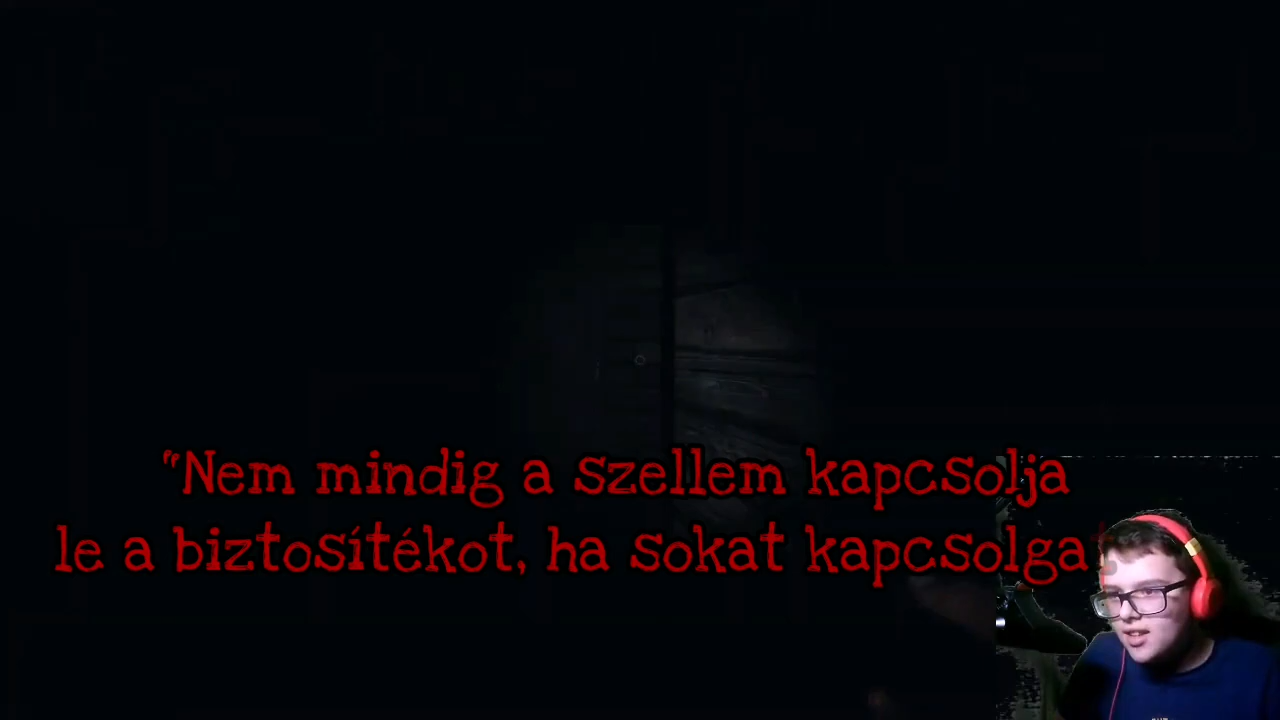 "Nem mindig a szellem kapcsolja
le a biztosítékot, ha sokat kapcsolga